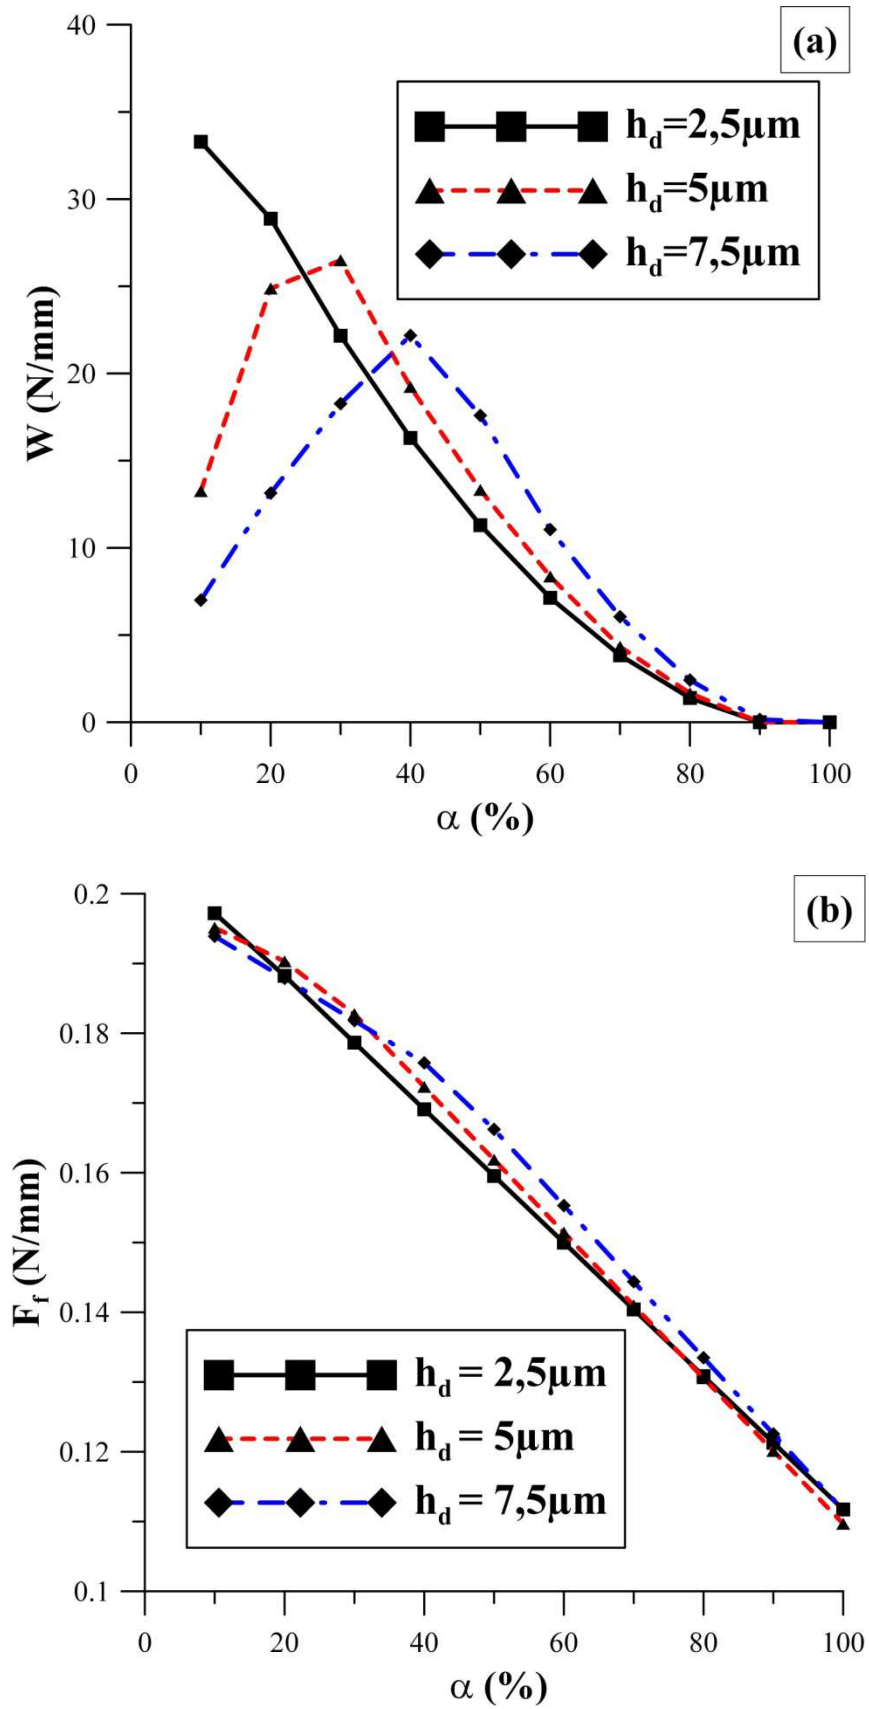 (a)
40
30
20
10
0
W (N/mm)
h_d=2,5μm
h_d=5μm
h_d=7,5μm
0 20 40 60 80 100
α (%)
(b)
0.2
0.18
0.16
0.14
0.12
0.1
F_f (N/mm)
h_d = 2,5μm
h_d = 5μm
h_d = 7,5μm
0 20 40 60 80 100
α (%)